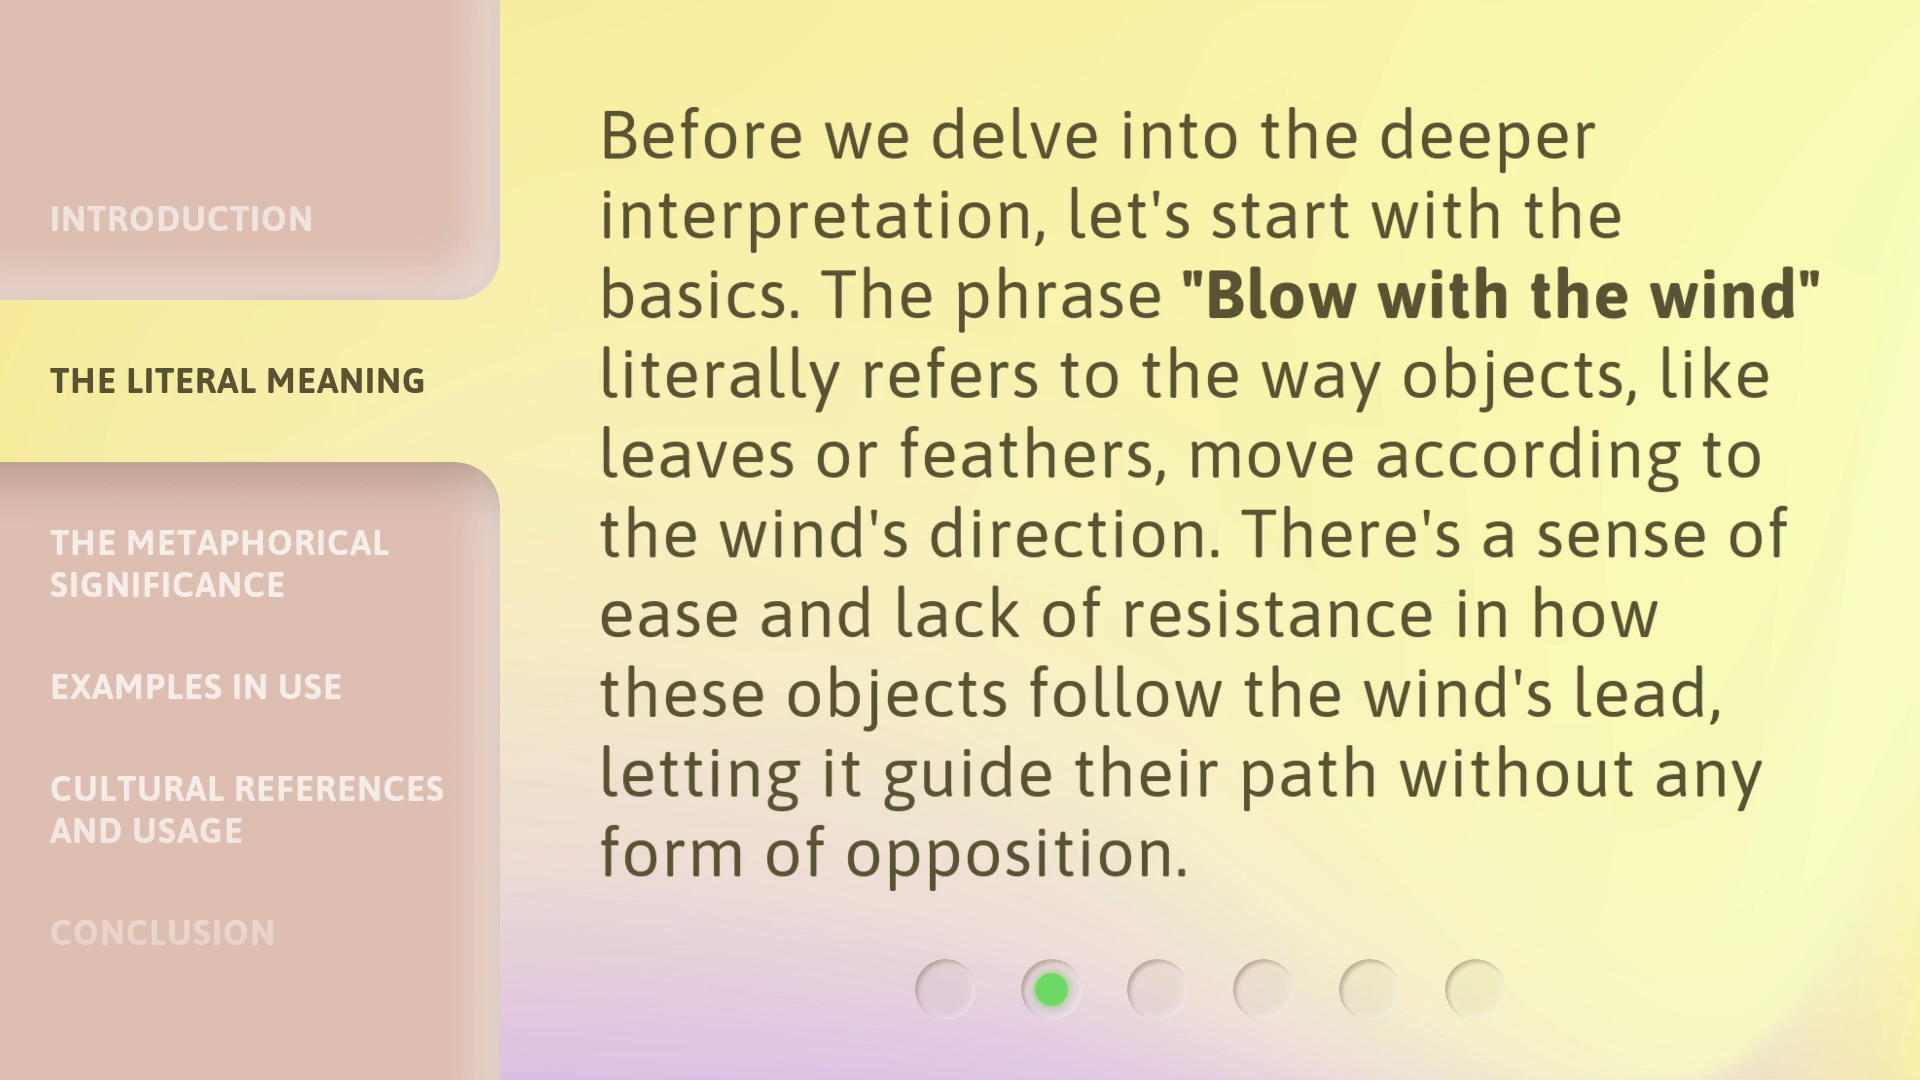 INTRODUCTION
THE LITERAL MEANING
THE METAPHORICAL
SIGNIFICANCE
EXAMPLES IN USE
CULTURAL REFERENCES
AND USAGE
CONCLUSION
Before we delve into the deeper
interpretation, let's start with the
basics. The phrase "Blow with the wind"
literally refers to the way objects, like
leaves or feathers, move according to
the wind's direction. There's a sense of
ease and lack of resistance in how
these objects follow the wind's lead,
letting it guide their path without any
form of opposition.